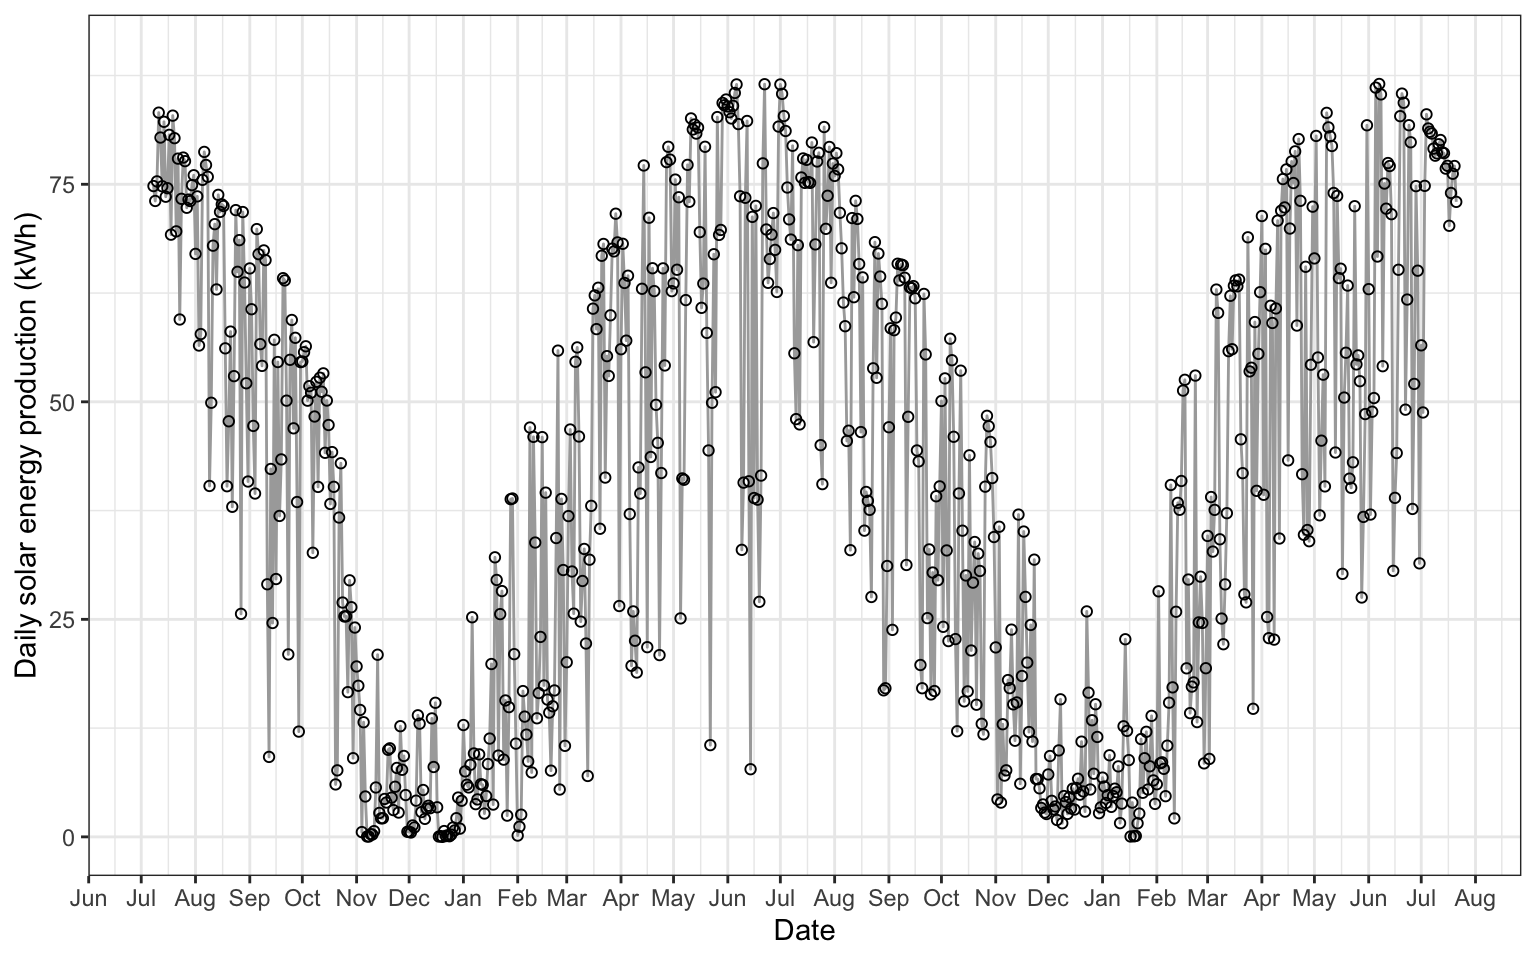 Daily solar energy production (kWh)
75
50
25
0
Jun Jul Aug Sep Oct Nov Dec Jan Feb Mar Apr May Jun Jul Aug Sep Oct Nov Dec Jan Feb Mar Apr May Jun Jul Aug
Date